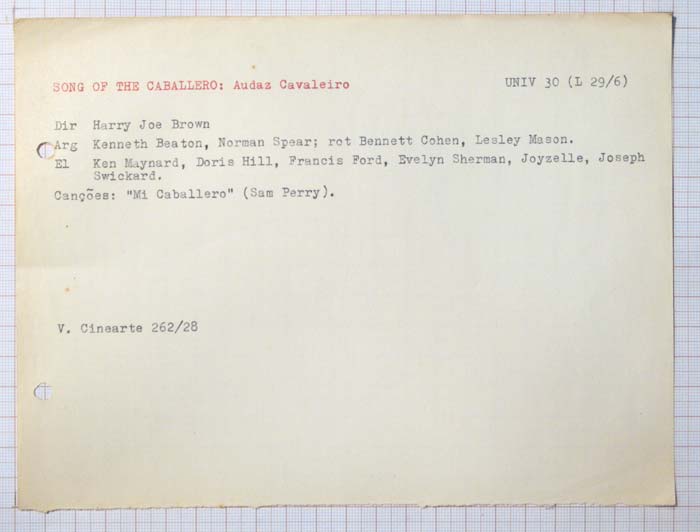 SONG OF THE CABALLERO: Audaz Cavaleiro UNIV 30 (L 29/6)
Dir Harry Joe Brown
Arg Kenneth Beaton, Norman Spear; rot Bennett Cohen, Lesley Mason.
El Ken Maynard, Doris Hill, Francis Ford, Evelyn Sherman, Joyzelle, Joseph
Swickard.
Canções: "Mi Caballero" (Sam Perry).
V. Cinearte 262/28